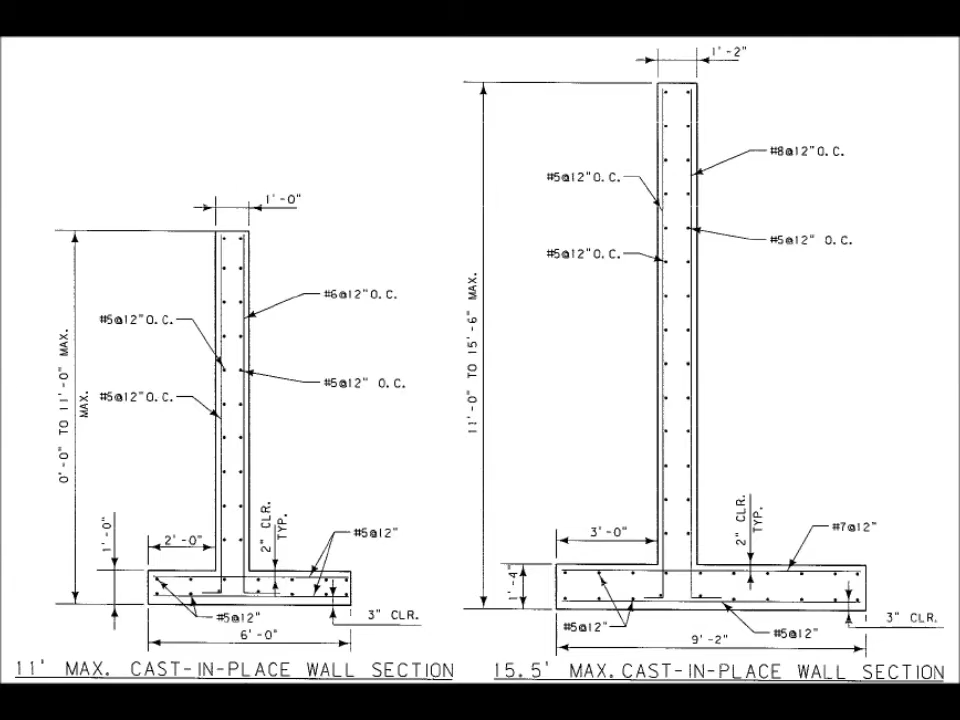 1'-0"
#6@12"O.C.
#5@12"O.C.
#5@12" O.C.
#5@12"O.C.
0'-0" TO 11'-0" MAX.
MAX.
1'-0"
2'-0"
2" CLR.
TYP.
#5@12"
#5@12"
3" CLR.
6'-0"
11' MAX. CAST-IN-PLACE WALL SECTION
1'-2"
#8@12"O.C.
#5@12"O.C.
#5@12" O.C.
#5@12"O.C.
11'-0" TO 15'-6" MAX.
3'-0"
2" CLR.
TYP.
#7@12"
1'-4"
3" CLR.
#5@12"
#5@12"
9'-2"
15.5' MAX. CAST-IN-PLACE WALL SECTION